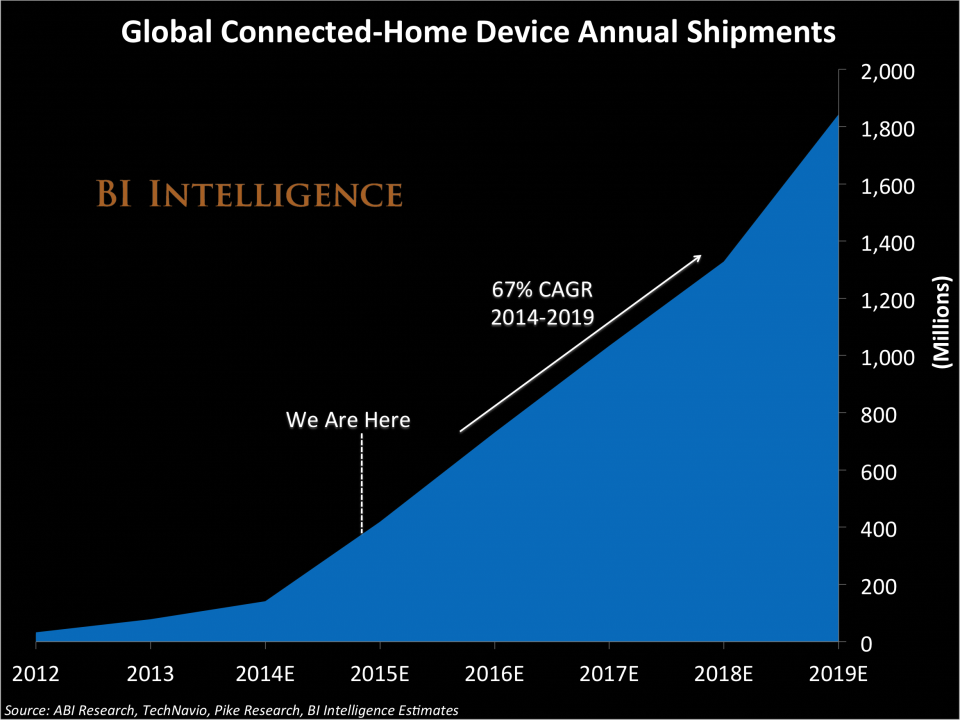 Global Connected-Home Device Annual Shipments
BI INTELLIGENCE
67% CAGR
2014-2019
We Are Here
2,000
1,800
1,600
1,400
1,200
1,000
800
600
400
200
0
(Millions)
2012 2013 2014E 2015E 2016E 2017E 2018E 2019E
Source: ABI Research, TechNavio, Pike Research, BI Intelligence Estimates